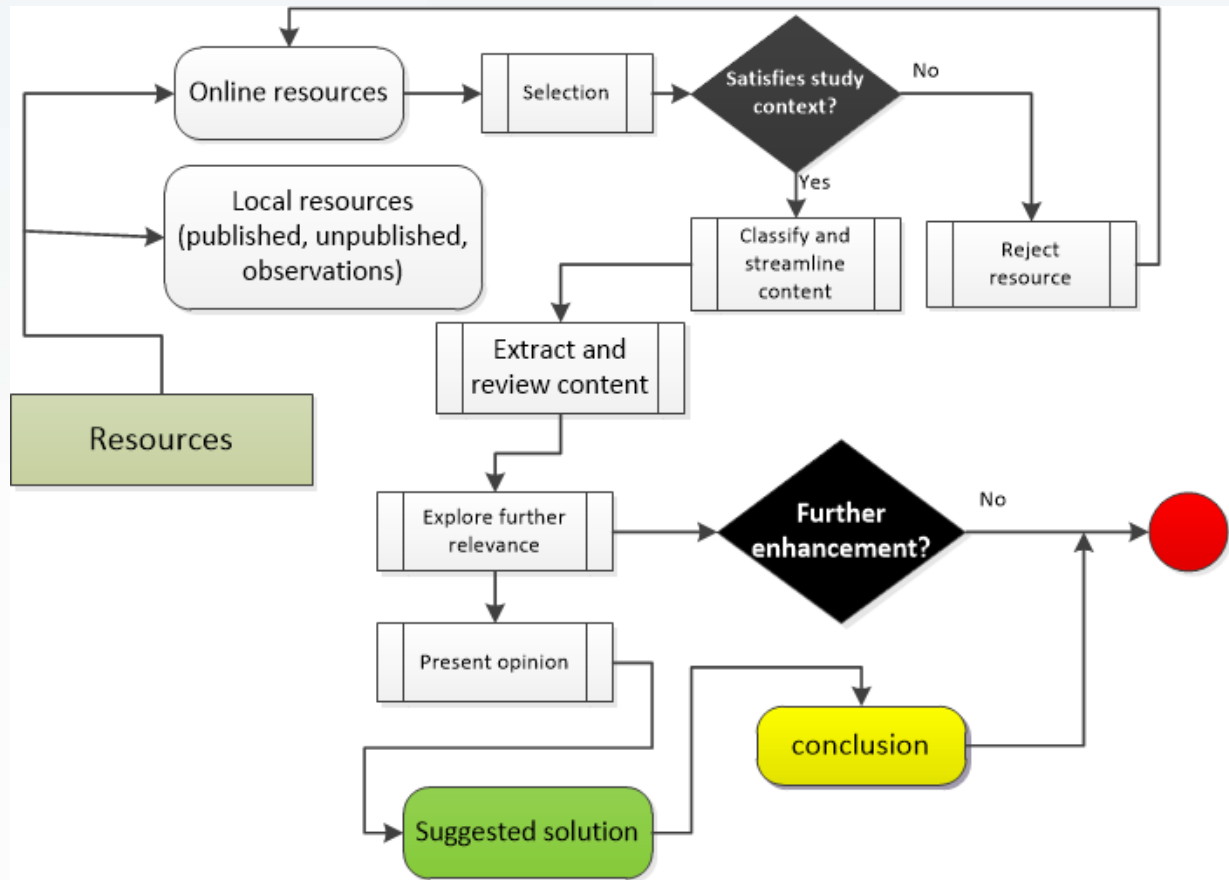 Online resources
Selection
Satisfies study
context?
No
Yes
Local resources
(published, unpublished,
observations)
Classify and
streamline
content
Reject
resource
Extract and
review content
Resources
Explore further
relevance
Further
enhancement?
No
Present opinion
conclusion
Suggested solution